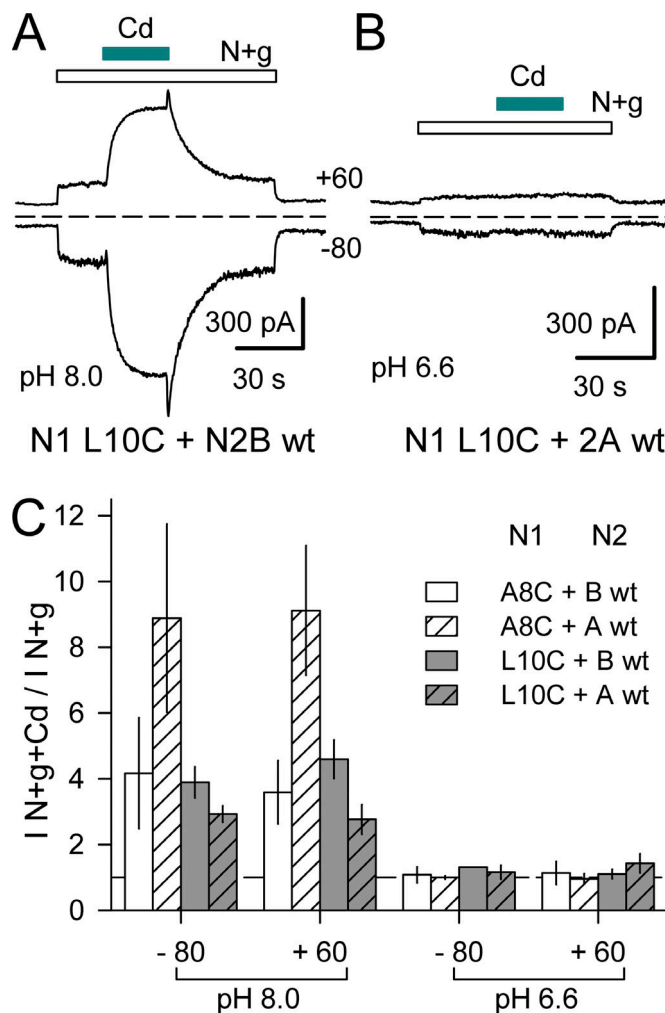 A
Cd
N+g
+60
-80
300 pA
30 s
pH 8.0
N1 L10C + N2B wt
B
Cd
N+g
300 pA
30 s
pH 6.6
N1 L10C + 2A wt
C
I N+g+Cd / I N+g
12
10
8
6
4
2
0
N1 N2
A8C + B wt
A8C + A wt
L10C + B wt
L10C + A wt
- 80 + 60 - 80 + 60
pH 8.0 pH 6.6